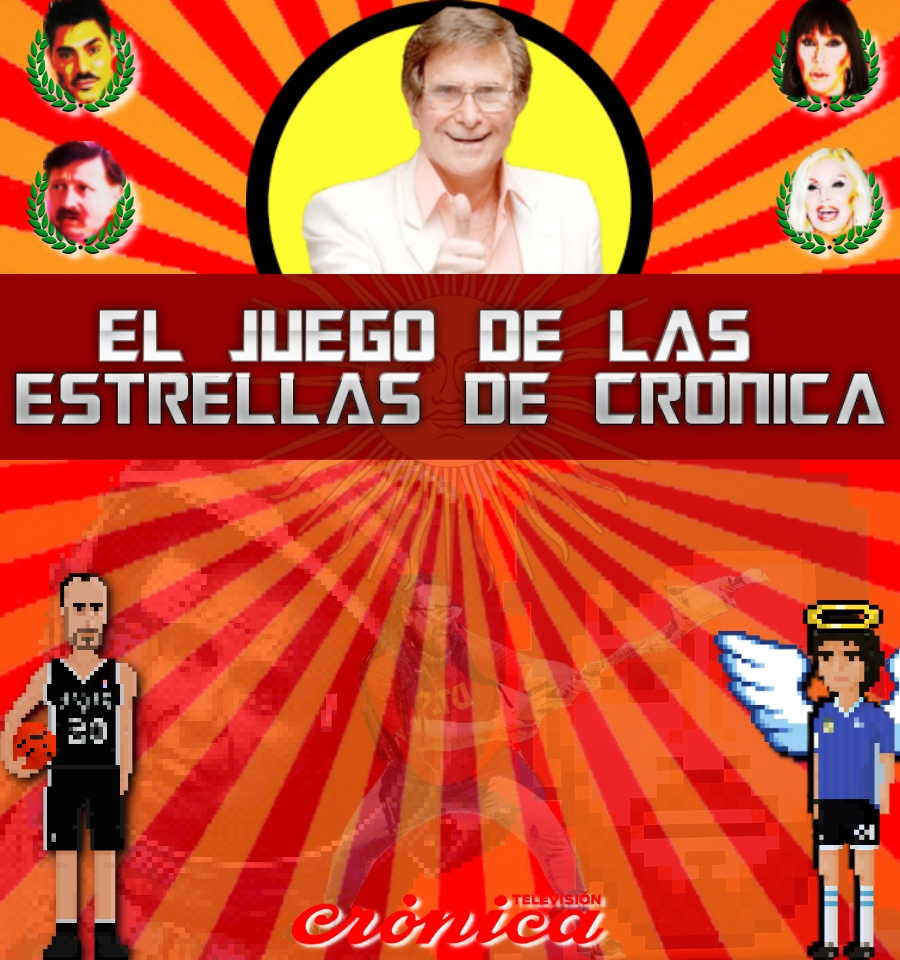 EL JUEGO DE LAS
ESTRELLAS DE CRONICA
20
TELEVISIÓN
crónica